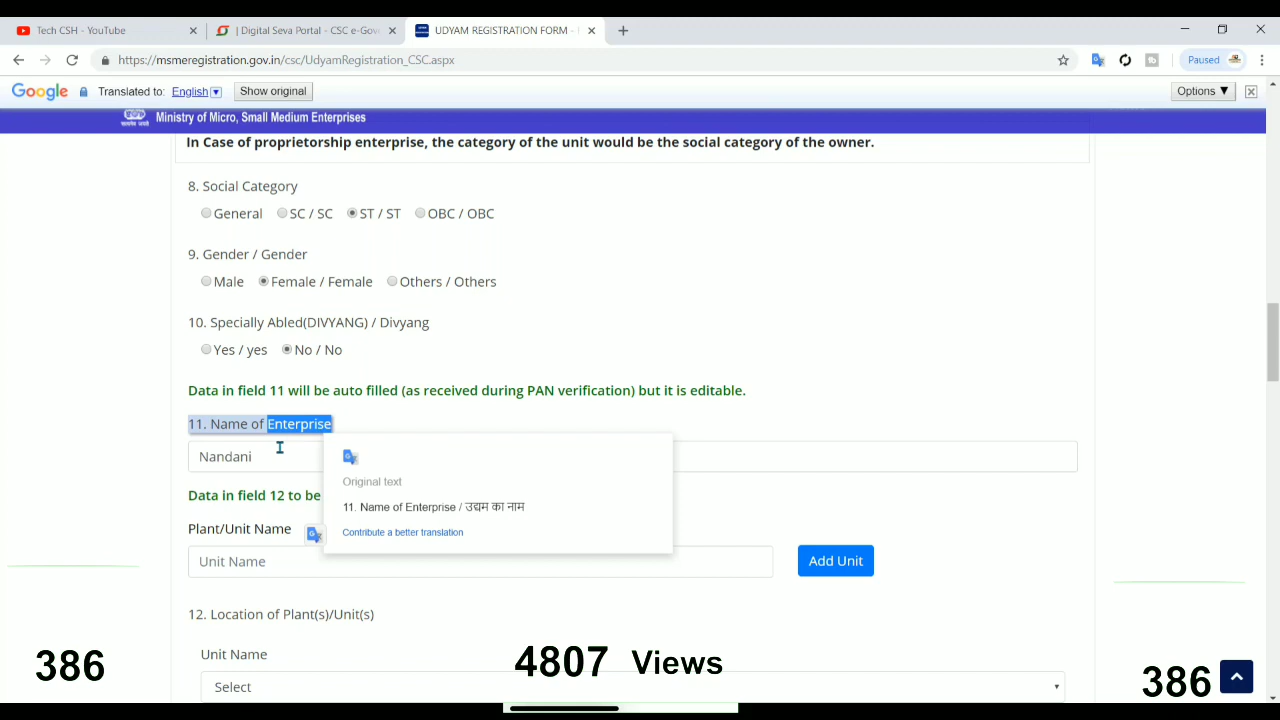 Tech CSH - YouTube
| Digital Seva Portal - CSC e-Gov
UDYAM REGISTRATION FORM -
https://msmeregistration.gov.in/csc/UdyamRegistration_CSC.aspx
Paused
Google Translated to: English Show original
Options ▼
Ministry of Micro, Small Medium Enterprises
In Case of proprietorship enterprise, the category of the unit would be the social category of the owner.
8. Social Category
General SC / SC ST / ST OBC / OBC
9. Gender / Gender
Male Female / Female Others / Others
10. Specially Abled(DIVYANG) / Divyang
Yes / yes No / No
Data in field 11 will be auto filled (as received during PAN verification) but it is editable.
11. Name of Enterprise
Nandani
Original text
11. Name of Enterprise / उद्यम का नाम
Contribute a better translation
Data in field 12 to be
Plant/Unit Name
Unit Name
Add Unit
12. Location of Plant(s)/Unit(s)
Unit Name
Select
386
4807 Views
386